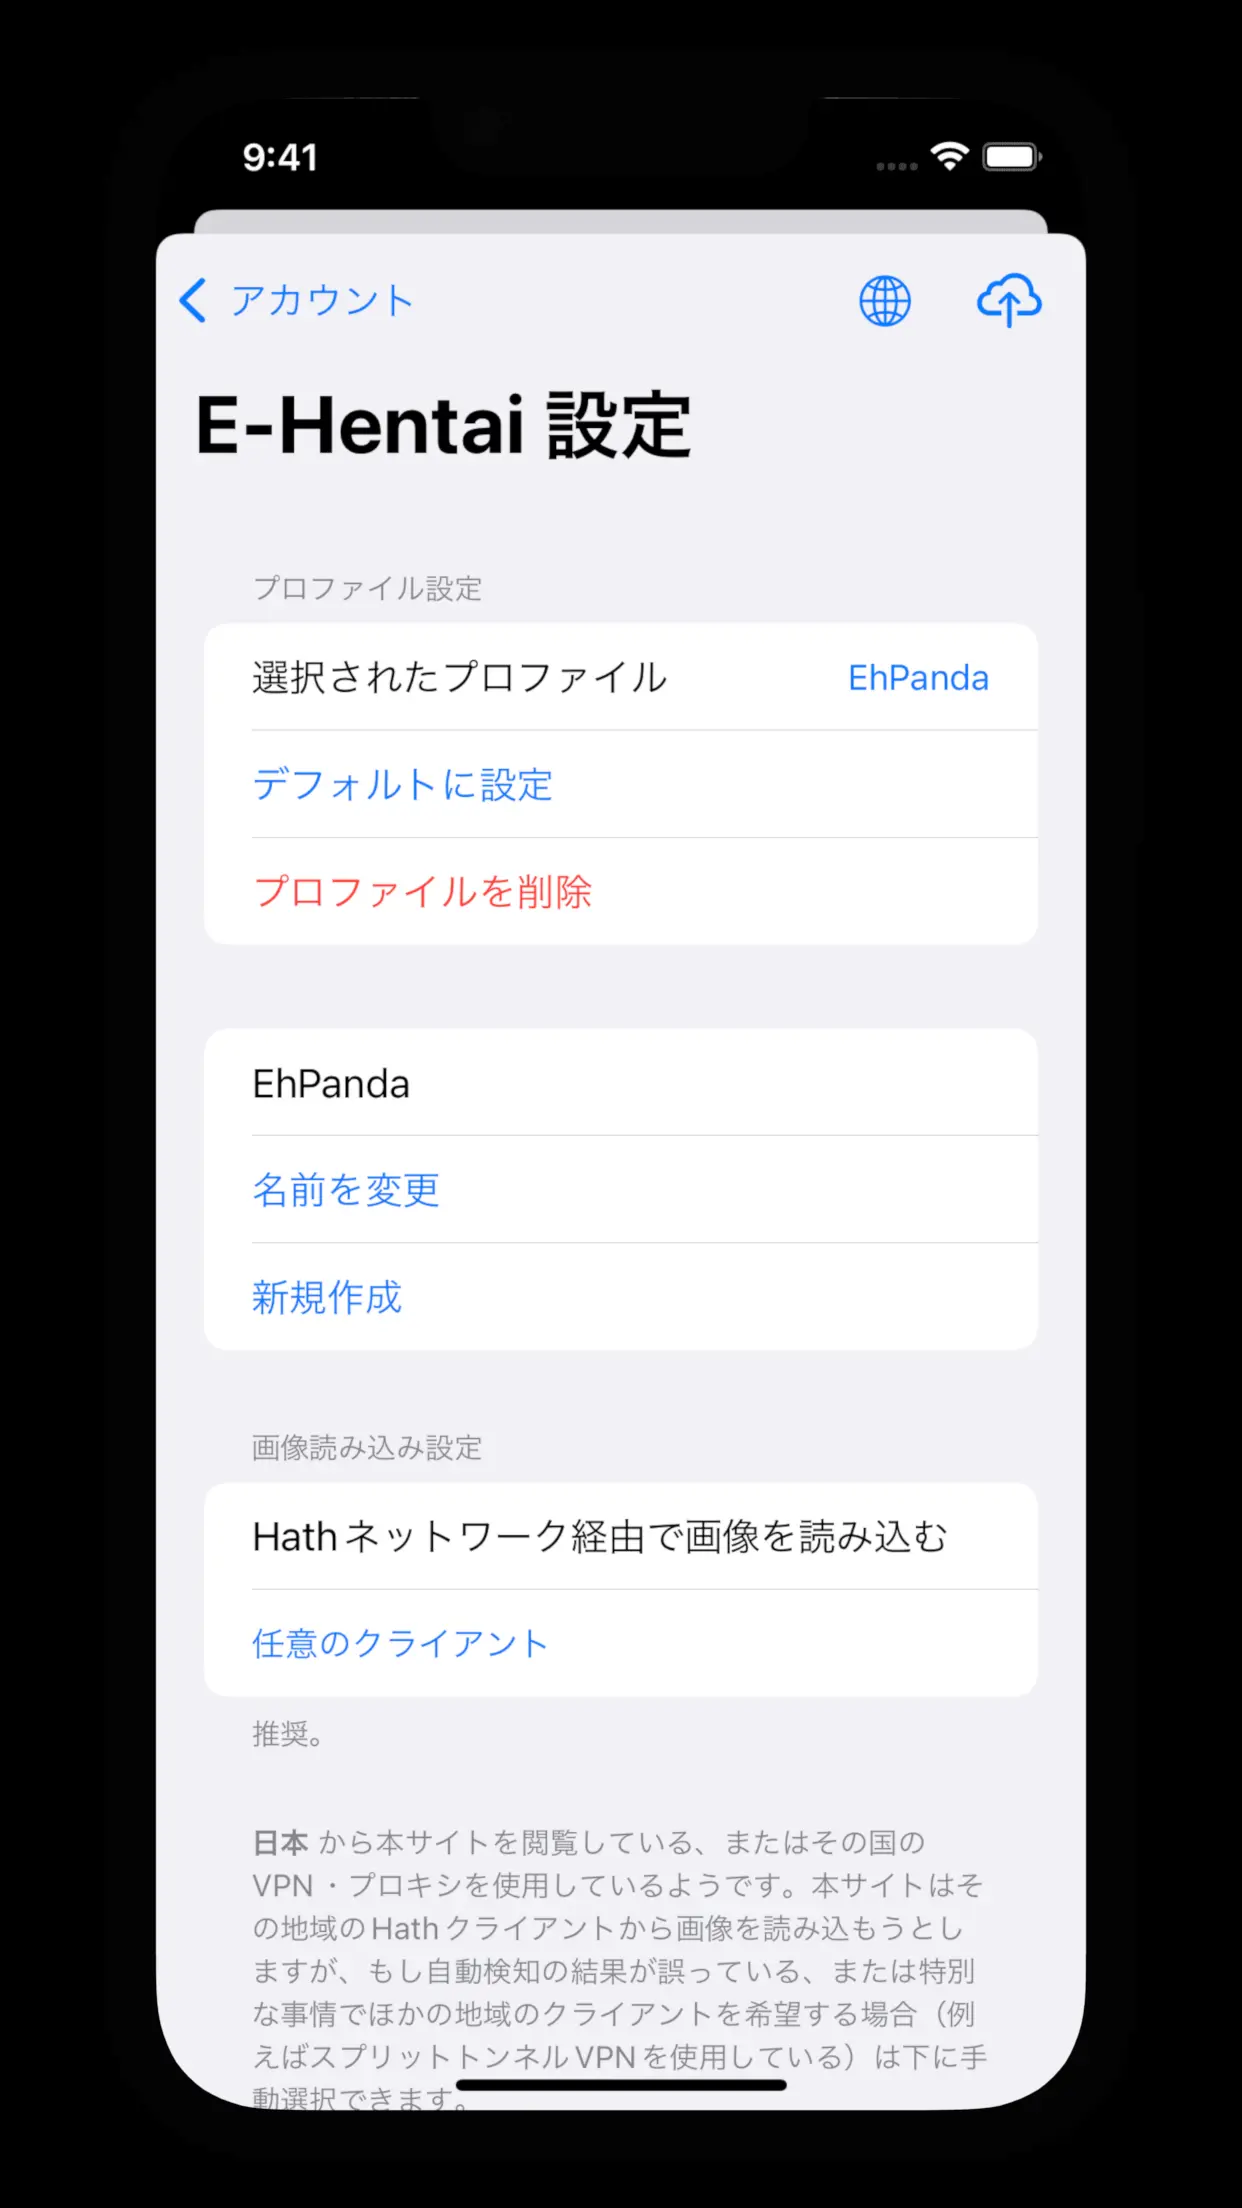 9:41
アカウント
E-Hentai 設定
プロファイル設定
選択されたプロファイル EhPanda
デフォルトに設定
プロファイルを削除
EhPanda
名前を変更
新規作成
画像読み込み設定
Hathネットワーク経由で画像を読み込む
任意のクライアント
推奨。
日本 から本サイトを閲覧している、またはその国の
VPN・プロキシを使用しているようです。本サイトはそ
の地域のHathクライアントから画像を読み込もうとし
ますが、もし自動検知の結果が誤っている、または特別
な事情でほかの地域のクライアントを希望する場合（例
えばスプリットトンネルVPNを使用している）は下に手
動選択できます。